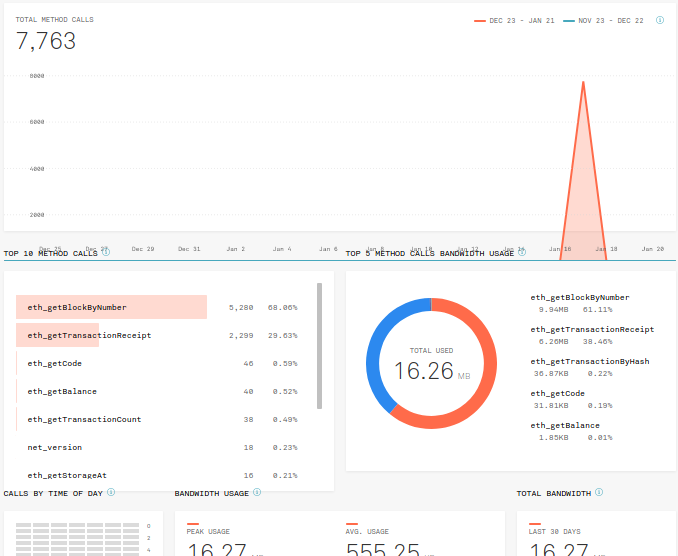 TOTAL METHOD CALLS
DEC 23 - JAN 21
NOV 23 - DEC 22
7,763
8000
6000
4000
2000
Dec 25 Dec 27 Dec 29 Dec 31 Jan 2 Jan 4 Jan 6 Jan 8 Jan 10 Jan 12 Jan 14 Jan 16 Jan 18 Jan 20
TOP 10 METHOD CALLS
eth_getBlockByNumber 5,280 68.06%
eth_getTransactionReceipt 2,299 29.63%
eth_getCode 46 0.59%
eth_getBalance 40 0.52%
eth_getTransactionCount 38 0.49%
net_version 18 0.23%
eth_getStorageAt 16 0.21%
TOP 5 METHOD CALLS BANDWIDTH USAGE
TOTAL USED
16.26 MB
eth_getBlockByNumber
9.94MB 61.11%
eth_getTransactionReceipt
6.26MB 38.46%
eth_getTransactionByHash
36.87KB 0.22%
eth_getCode
31.81KB 0.19%
eth_getBalance
1.85KB 0.01%
CALLS BY TIME OF DAY
0
2
4
BANDWIDTH USAGE
PEAK USAGE
16.27
AVG. USAGE
555.25
TOTAL BANDWIDTH
LAST 30 DAYS
16.27